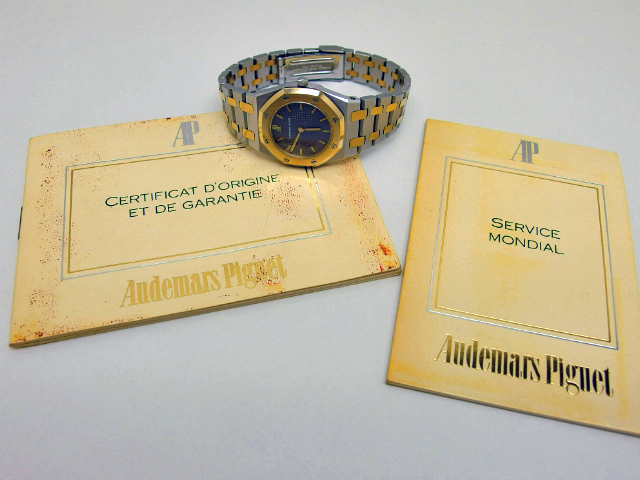 AP
CERTIFICAT D'ORIGINE
ET DE GARANTIE
Audemars Piguet
AP
SERVICE
MONDIAL
Audemars Piguet